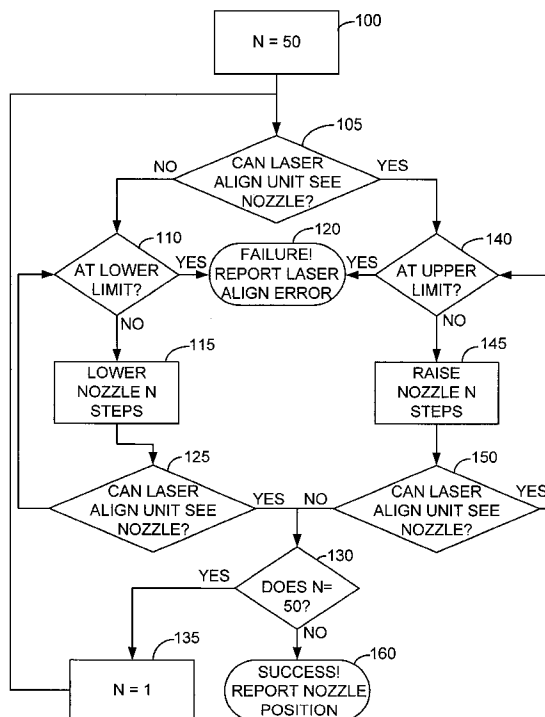 100
N = 50
105
NO
CAN LASER
ALIGN UNIT SEE
NOZZLE?
YES
110
AT LOWER
LIMIT?
YES
120
FAILURE!
REPORT LASER
ALIGN ERROR
YES
140
AT UPPER
LIMIT?
NO
115
LOWER
NOZZLE N
STEPS
NO
145
RAISE
NOZZLE N
STEPS
125
CAN LASER
ALIGN UNIT SEE
NOZZLE?
YES
NO
150
CAN LASER
ALIGN UNIT SEE
NOZZLE?
YES
130
YES
DOES N=
50?
NO
135
N = 1
160
SUCCESS!
REPORT NOZZLE
POSITION